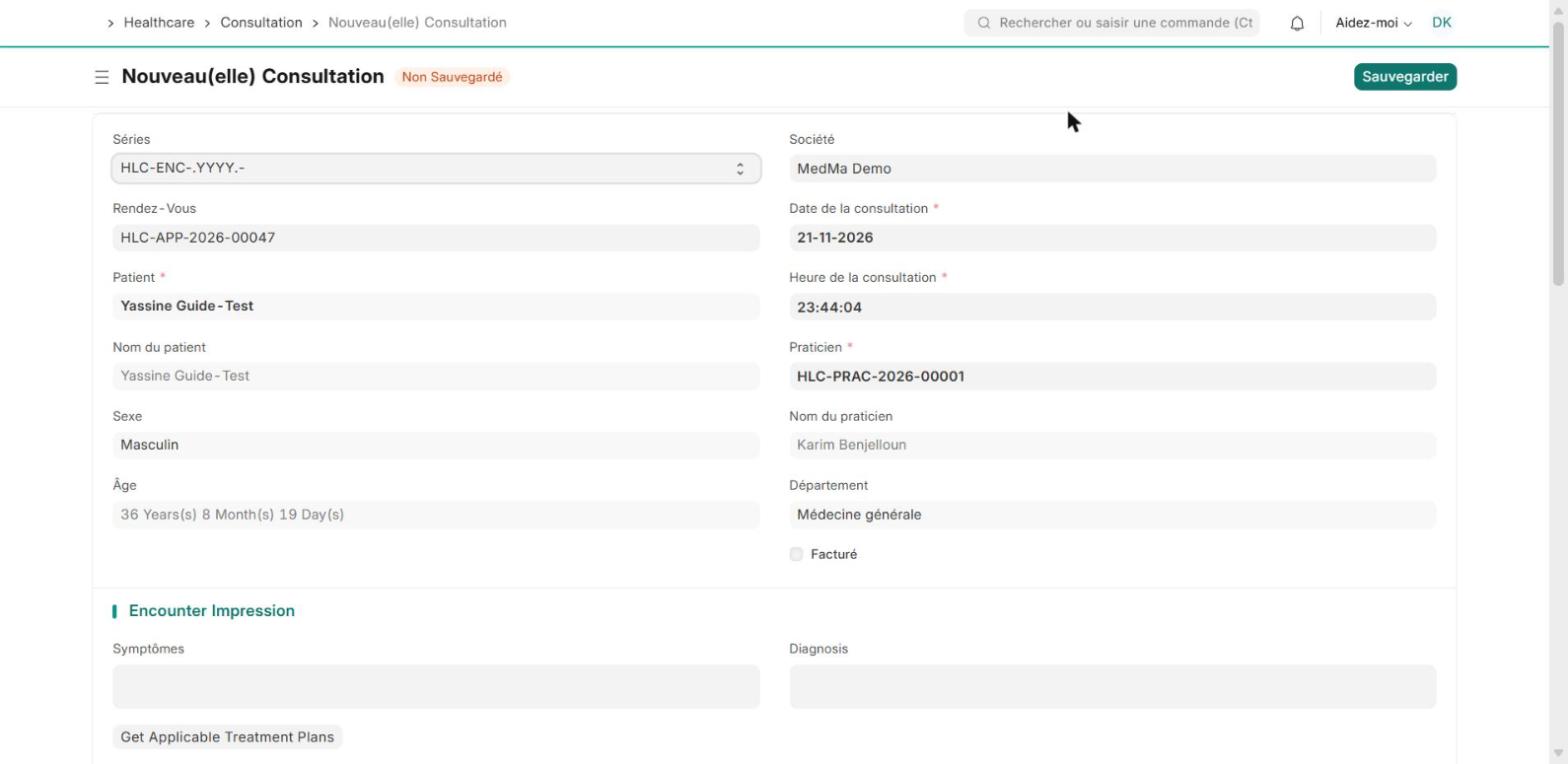 Healthcare > Consultation > Nouveau(elle) Consultation
Rechercher ou saisir une commande (Ct
Aidez-moi
DK
Nouveau(elle) Consultation
Non Sauvegardé
Sauvegarder
Séries
HLC-ENC-.YYYY.-
Société
MedMa Demo
Rendez-Vous
HLC-APP-2026-00047
Date de la consultation *
21-11-2026
Patient *
Yassine Guide-Test
Heure de la consultation *
23:44:04
Nom du patient
Yassine Guide-Test
Praticien *
HLC-PRAC-2026-00001
Sexe
Masculin
Nom du praticien
Karim Benjelloun
Âge
36 Years(s) 8 Month(s) 19 Day(s)
Département
Médecine générale
Facturé
Encounter Impression
Symptômes
Diagnosis
Get Applicable Treatment Plans